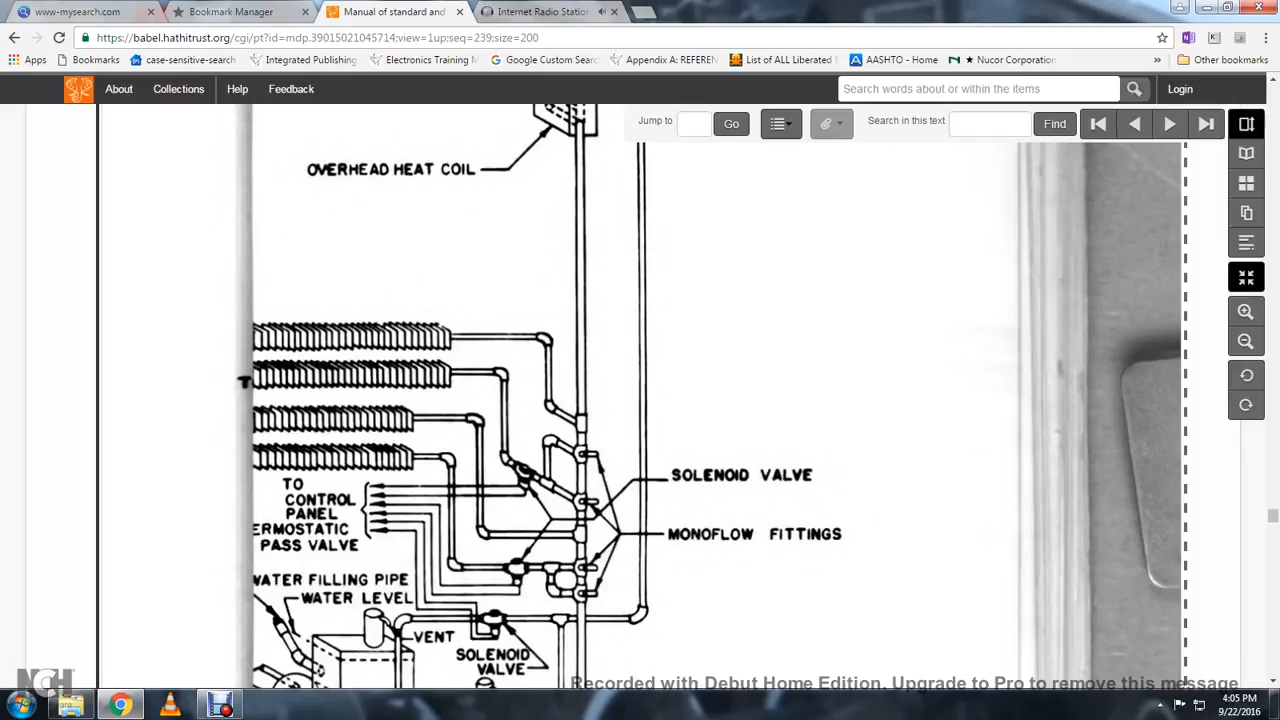 www-mysearch.com
Bookmark Manager
Manual of standard and
Internet Radio Station
https://babel.hathitrust.org/cgi/pt?id=mdp.39015021045714;view=1up;seq=239;size=200
Apps
Bookmarks
case-sensitive-search
Integrated Publishing
Electronics Training M
Google Custom Searc
Appendix A: REFEREN
List of ALL Liberated M
AASHTO - Home
Nucor Corporation
Other bookmarks
About
Collections
Help
Feedback
Search words about or within the items
Login
Jump to
Go
Search in this text
Find
OVERHEAD HEAT COIL
T
SOLENOID VALVE
MONOFLOW FITTINGS
TO
CONTROL
PANEL
ERMOSTATIC
PASS VALVE
WATER FILLING PIPE
WATER LEVEL
VENT
SOLENOID
VALVE
NCH
Recorded with Debut Home Edition. Upgrade to Pro to remove this message
4:05 PM
9/22/2016